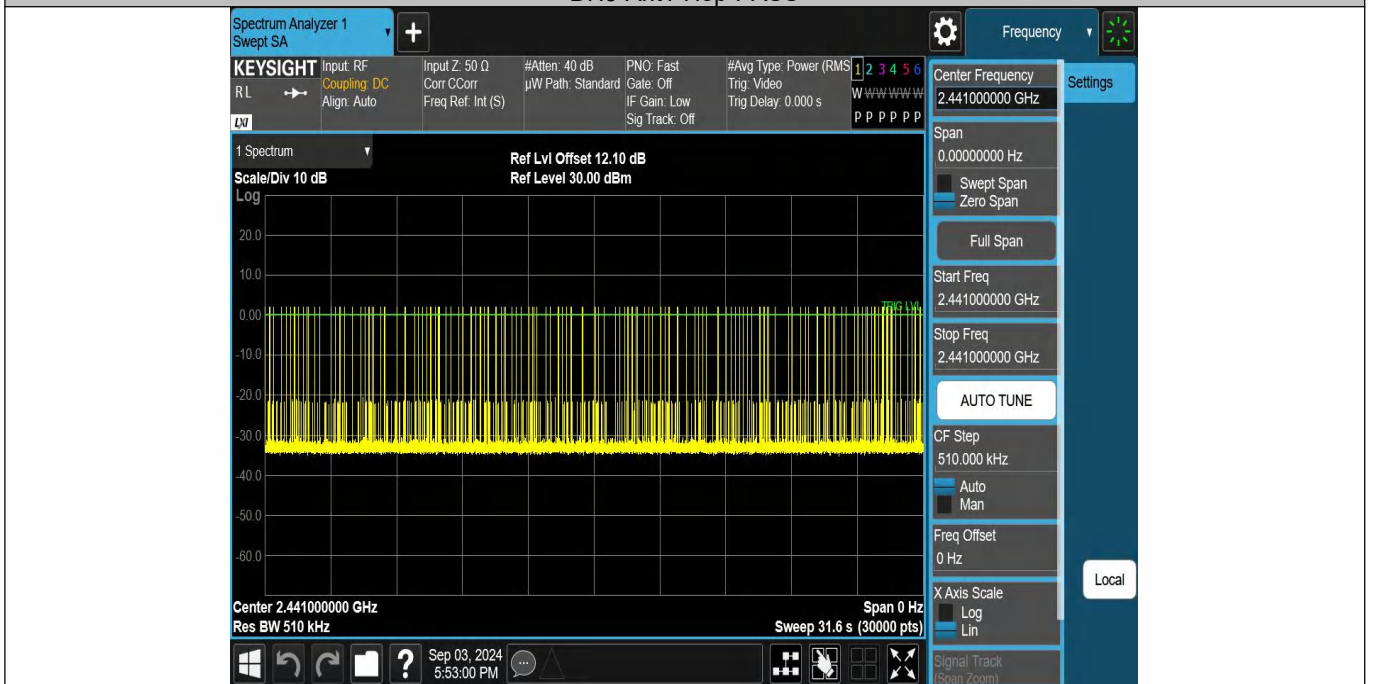 Spectrum Analyzer 1
Swept SA
+
Frequency
KEYSIGHT
RL
LXI
Input: RF
Coupling: DC
Align: Auto
Input Z: 50 Ω
Corr CCorr
Freq Ref: Int (S)
#Atten: 40 dB
µW Path: Standard
PNO: Fast
Gate: Off
IF Gain: Low
Sig Track: Off
#Avg Type: Power (RMS
Trig: Video
Trig Delay: 0.000 s
1 2 3 4 5 6
W W W W W W
P P P P P P
1 Spectrum
Scale/Div 10 dB
Ref Lvl Offset 12.10 dB
Ref Level 30.00 dBm
Log
20.0
10.0
TRIG LVL
0.00
-10.0
-20.0
-30.0
-40.0
-50.0
-60.0
Center 2.441000000 GHz
Span 0 Hz
Res BW 510 kHz
Sweep 31.6 s (30000 pts)
Sep 03, 2024
5:53:00 PM
?
Center Frequency
2.441000000 GHz
Settings
Span
0.00000000 Hz
Swept Span
Zero Span
Full Span
Start Freq
2.441000000 GHz
Stop Freq
2.441000000 GHz
AUTO TUNE
CF Step
510.000 kHz
Auto
Man
Freq Offset
0 Hz
X Axis Scale
Log
Lin
Local
Signal Track
(Span Zoom)